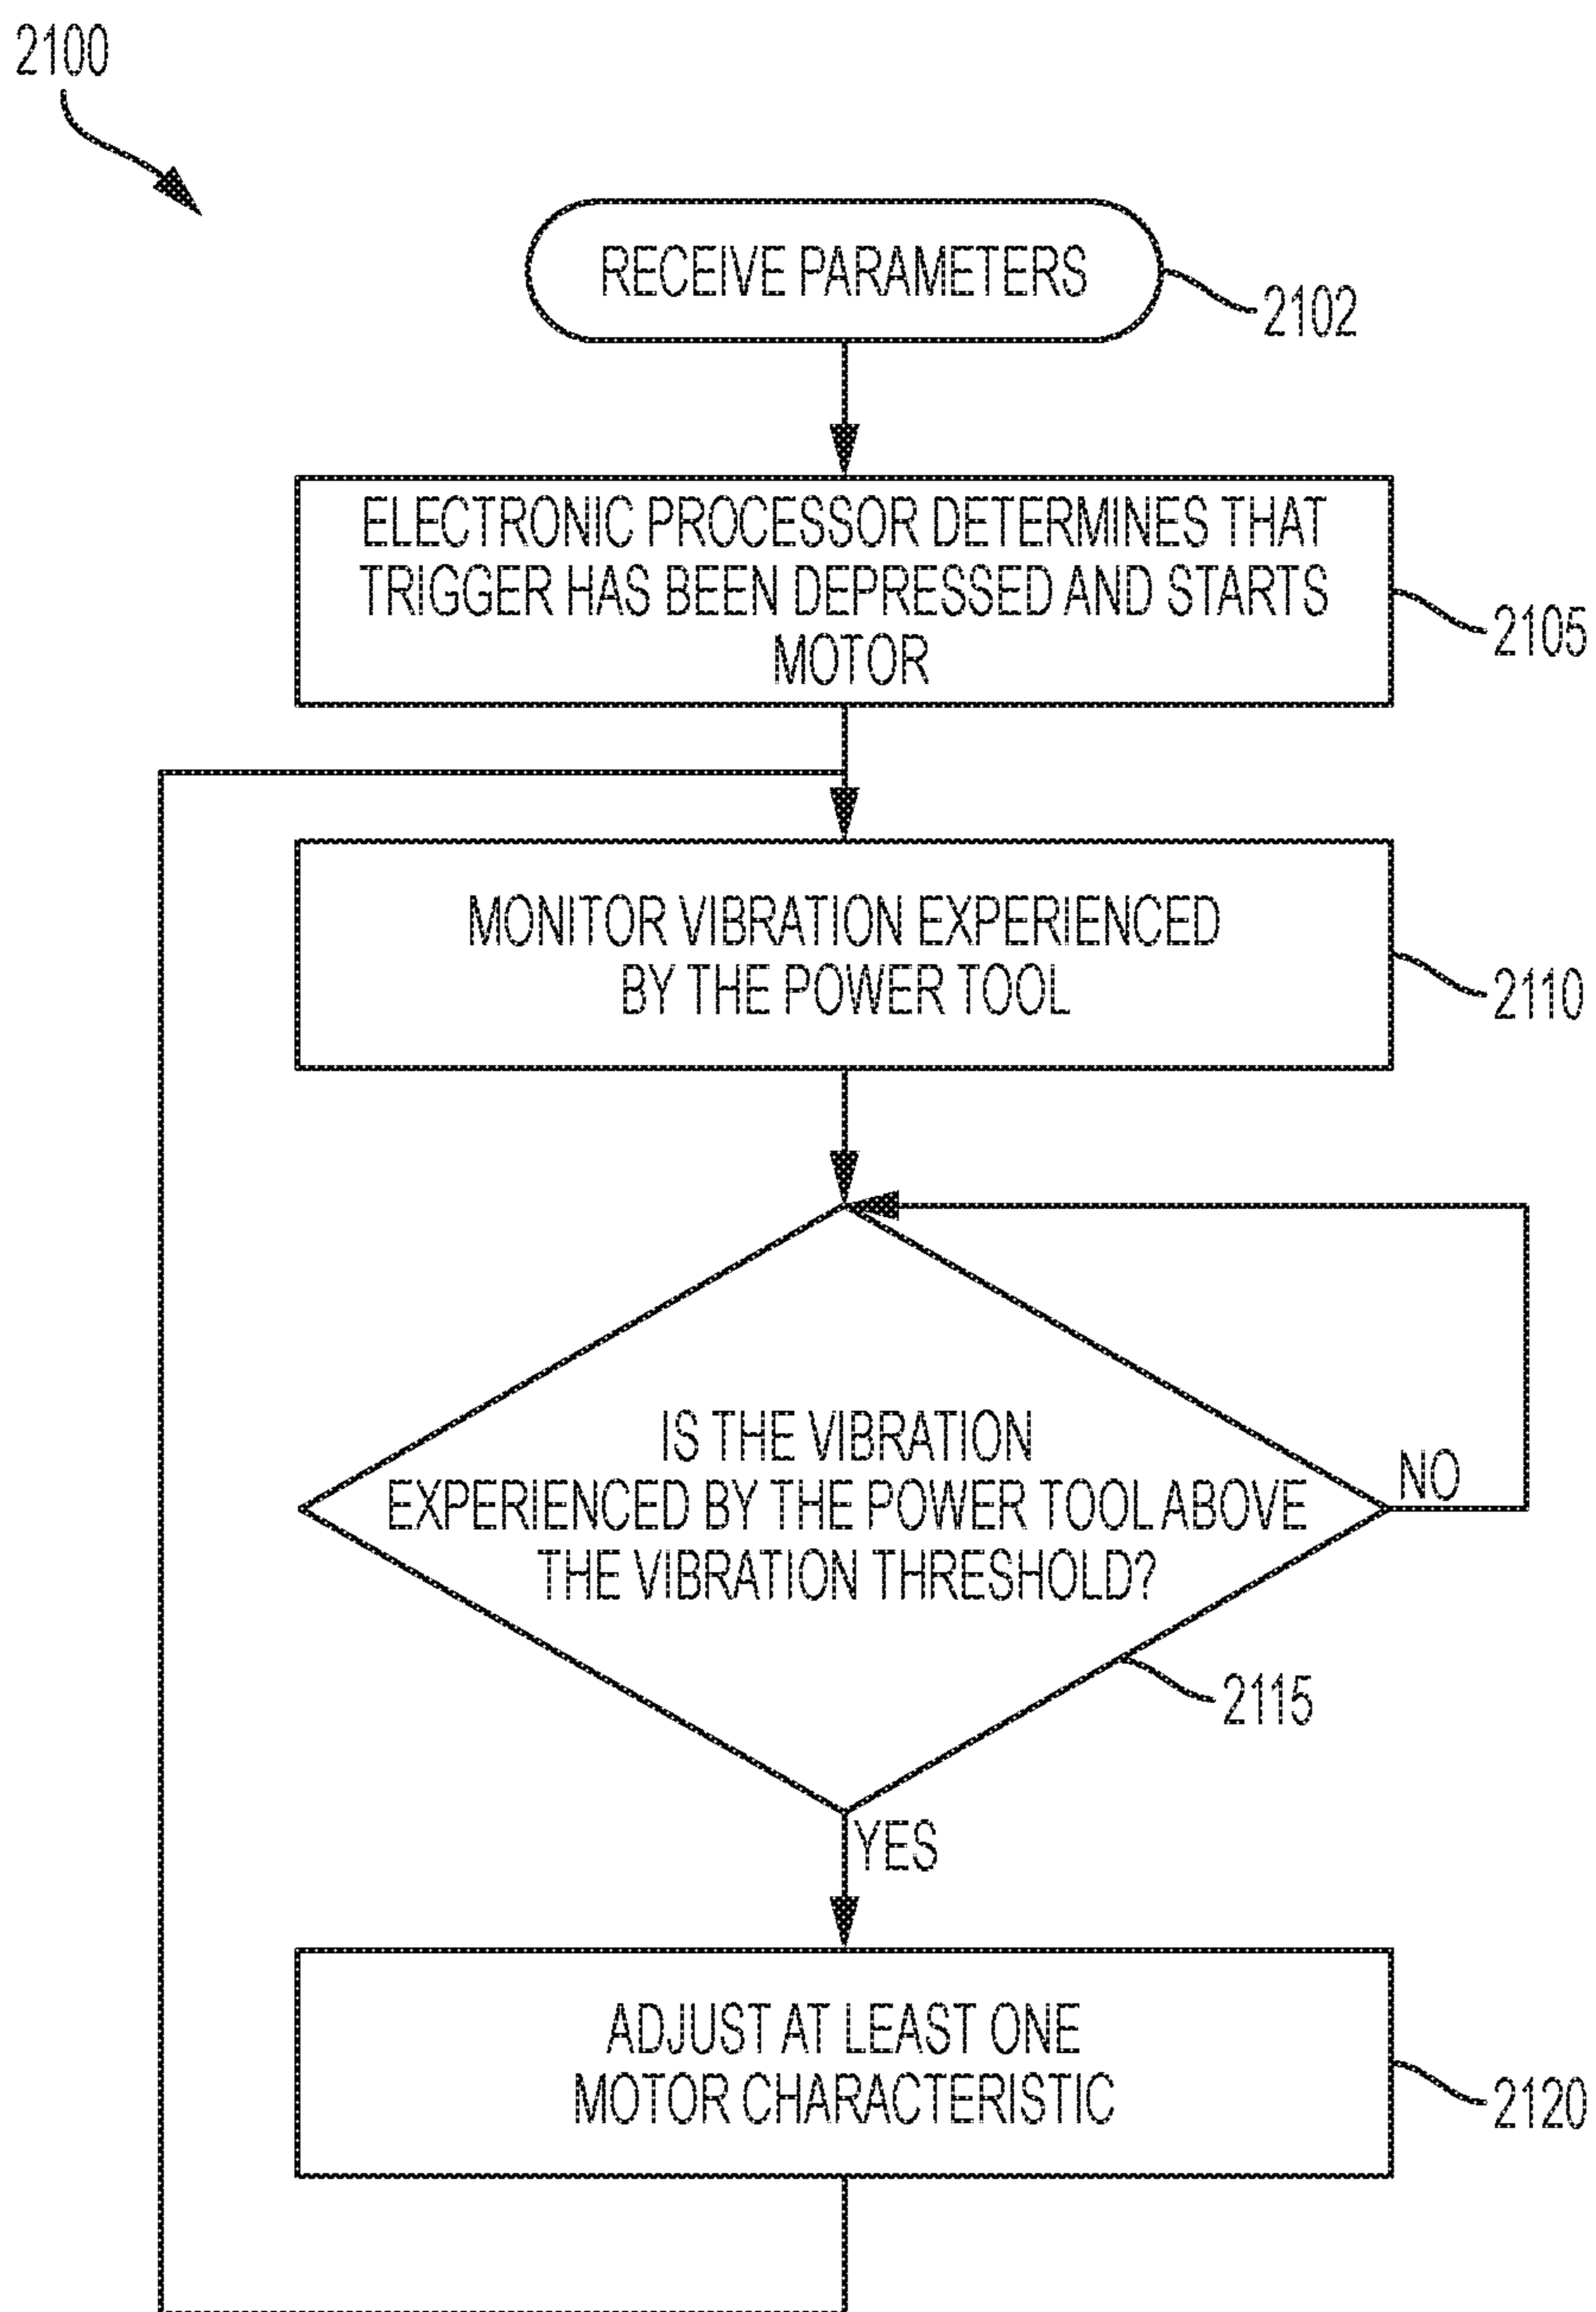 2100
RECEIVE PARAMETERS
2102
ELECTRONIC PROCESSOR DETERMINES THAT
TRIGGER HAS BEEN DEPRESSED AND STARTS
MOTOR
2105
MONITOR VIBRATION EXPERIENCED
BY THE POWER TOOL
2110
IS THE VIBRATION
EXPERIENCED BY THE POWER TOOL ABOVE
THE VIBRATION THRESHOLD?
NO
2115
YES
ADJUST AT LEAST ONE
MOTOR CHARACTERISTIC
2120